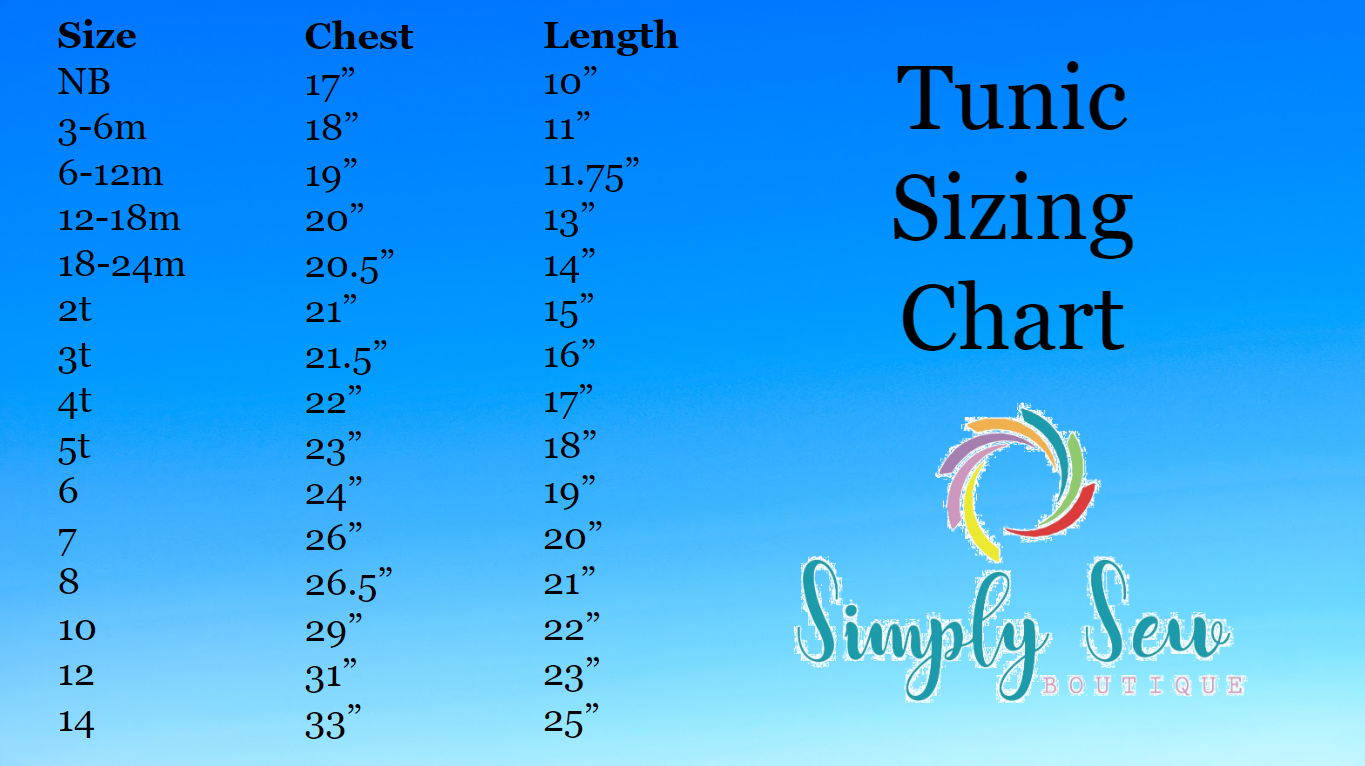 Size Chest Length
NB 17” 10”
3-6m 18” 11”
6-12m 19” 11.75”
12-18m 20” 13”
18-24m 20.5” 14”
2t 21” 15”
3t 21.5” 16”
4t 22” 17”
5t 23” 18”
6 24” 19”
7 26” 20”
8 26.5” 21”
10 29” 22”
12 31” 23”
14 33” 25”
Tunic
Sizing
Chart
Simply Sew
BOUTIQUE